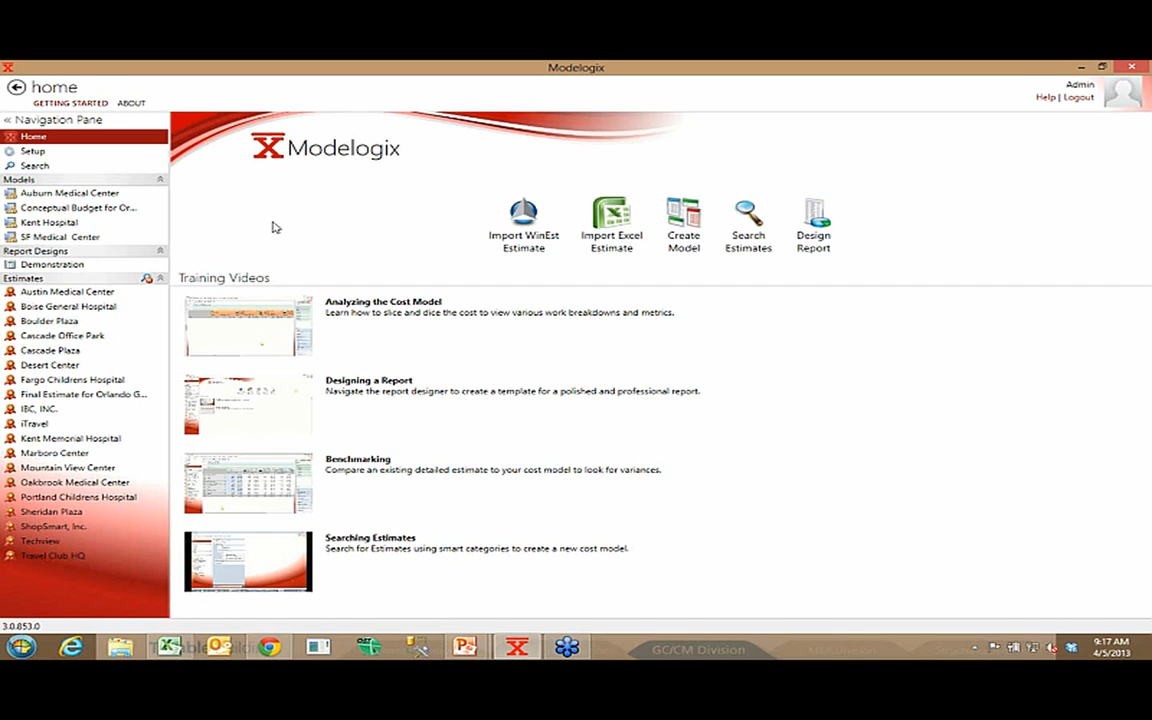 Modelogix
home
GETTING STARTED ABOUT
Admin
Help | Logout
« Navigation Pane
Home
Setup
Search
Models
Auburn Medical Center
Conceptual Budget for Or...
Kent Hospital
SF Medical Center
Report Designs
Demonstration
Estimates
Austin Medical Center
Boise General Hospital
Boulder Plaza
Cascade Office Park
Cascade Plaza
Desert Center
Fargo Childrens Hospital
Final Estimate for Orlando G...
IBC, INC.
iTravel
Kent Memorial Hospital
Marboro Center
Mountain View Center
Oakbrook Medical Center
Portland Childrens Hospital
Sheridan Plaza
ShopSmart, Inc.
Techview
Travel Club HQ
Modelogix
Import WinEst Estimate
Import Excel Estimate
Create Model
Search Estimates
Design Report
Training Videos
Analyzing the Cost Model
Learn how to slice and dice the cost to view various work breakdowns and metrics.
Designing a Report
Navigate the report designer to create a template for a polished and professional report.
Benchmarking
Compare an existing detailed estimate to your cost model to look for variances.
Searching Estimates
Search for Estimates using smart categories to create a new cost model.
3.0.853.0
GC/CM Division
9:17 AM
4/5/2013